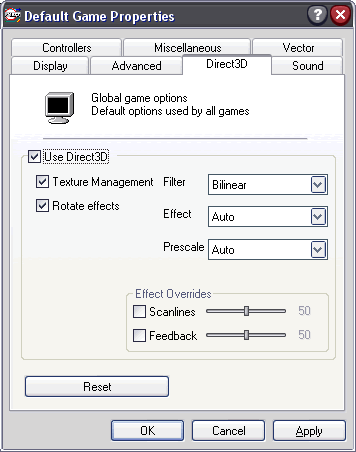 Default Game Properties
Controllers
Miscellaneous
Vector
Display
Advanced
Direct3D
Sound
Global game options
Default options used by all games
Use Direct3D
Texture Management
Filter
Bilinear
Rotate effects
Effect
Auto
Prescale
Auto
Effect Overrides
Scanlines
50
Feedback
50
Reset
OK
Cancel
Apply